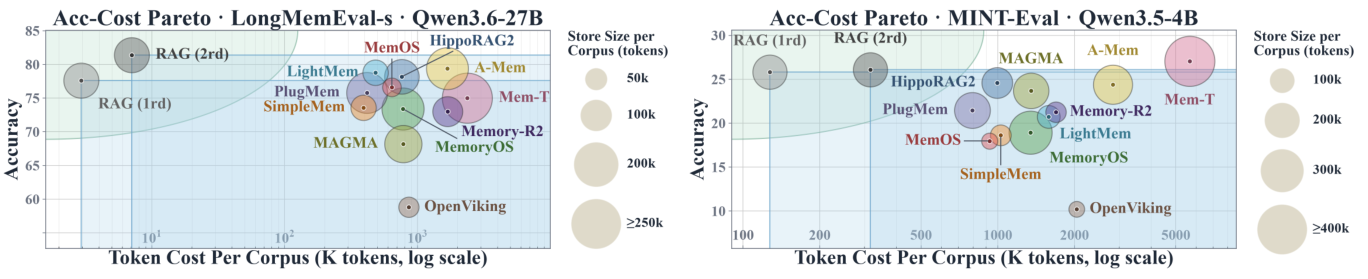 Acc-Cost Pareto · LongMemEval-s · Qwen3.6-27B
85
80
75
70
65
60
Accuracy
RAG (2rd)
RAG (1rd)
MemOS
HippoRAG2
LightMem
A-Mem
PlugMem
SimpleMem
Mem-T
Memory-R2
MAGMA
MemoryOS
OpenViking
10¹
10²
10³
Token Cost Per Corpus (K tokens, log scale)
Store Size per
Corpus (tokens)
50k
100k
200k
≥250k
Acc-Cost Pareto · MINT-Eval · Qwen3.5-4B
30
25
20
15
10
Accuracy
RAG (1rd)
RAG (2rd)
MAGMA
A-Mem
HippoRAG2
Mem-T
PlugMem
Memory-R2
MemOS
LightMem
MemoryOS
SimpleMem
OpenViking
100
200
500
1000
2000
5000
Token Cost Per Corpus (K tokens, log scale)
Store Size per
Corpus (tokens)
100k
200k
300k
≥400k